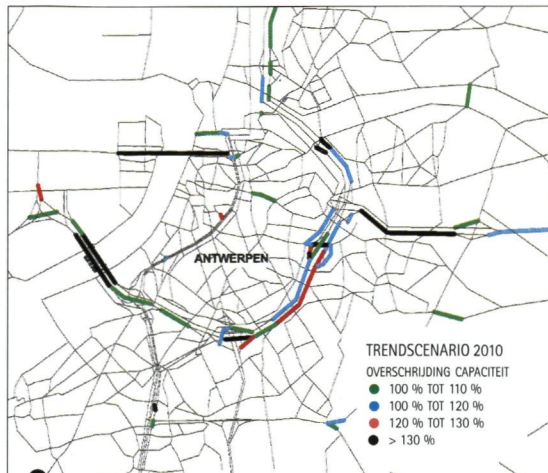 ANTWERPEN
TRENDSCENARIO 2010
OVERSCHRIJDING CAPACITEIT
100 % TOT 110 %
100 % TOT 120 %
120 % TOT 130 %
> 130 %